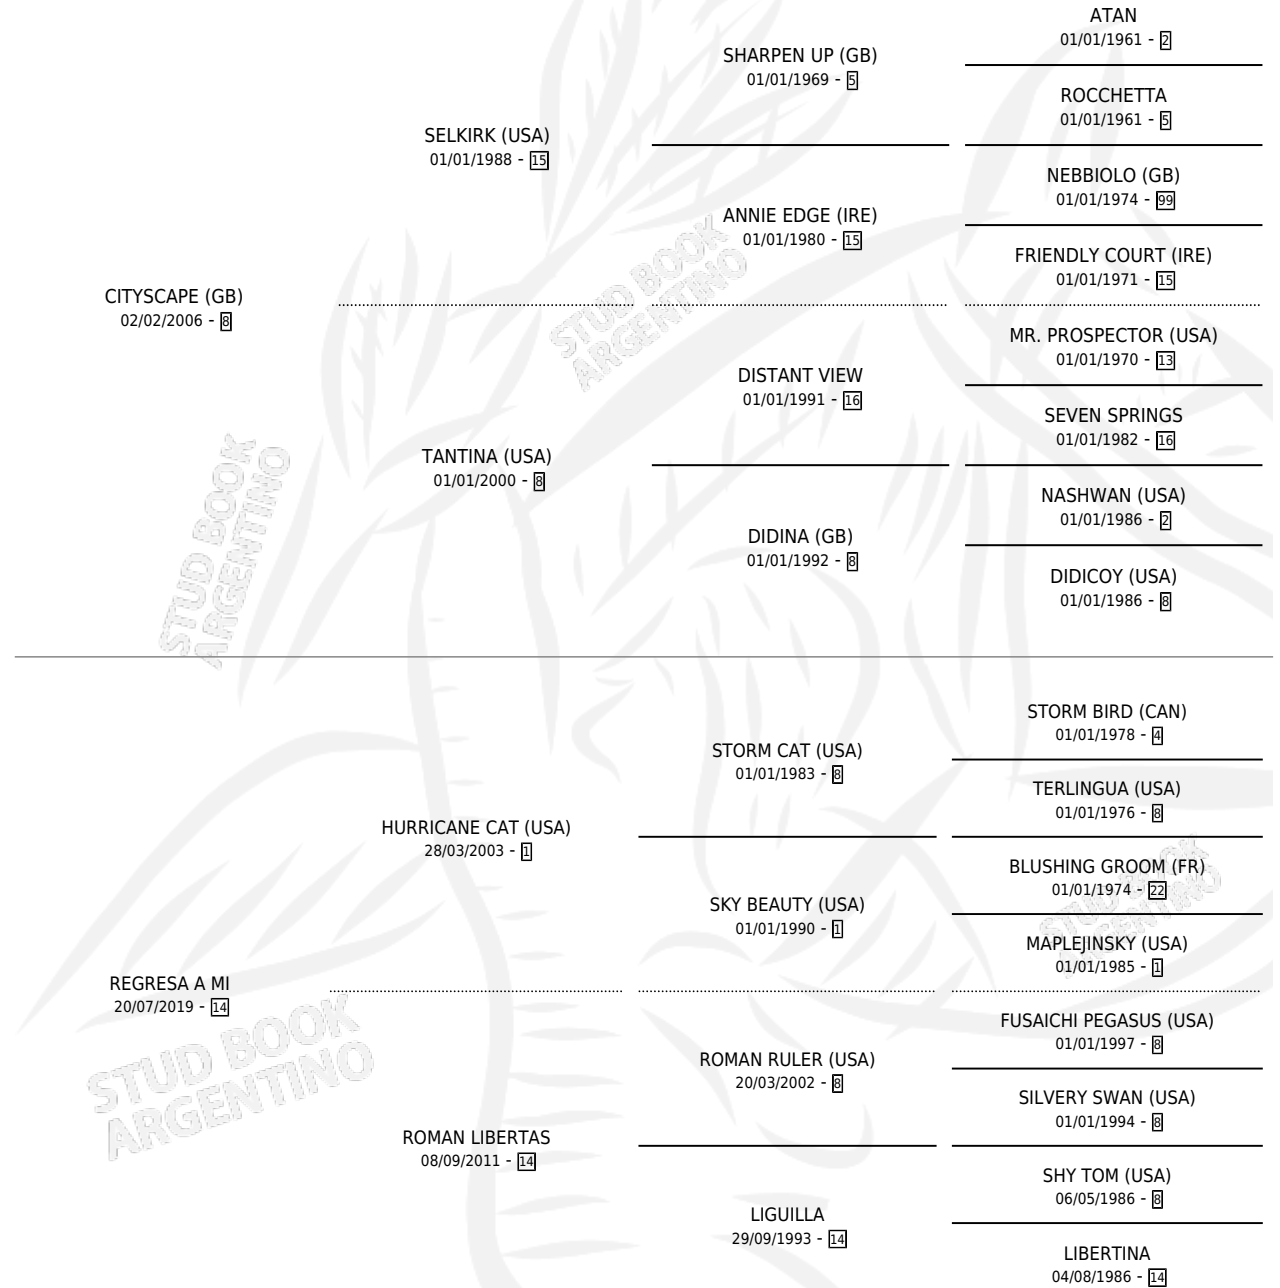 ATAN
01/01/1961 - 2
SHARPEN UP (GB)
01/01/1969 - 5
ROCCHETTA
01/01/1961 - 5
SELKIRK (USA)
01/01/1988 - 15
NEBBIOLO (GB)
01/01/1974 - 99
ANNIE EDGE (IRE)
01/01/1980 - 15
FRIENDLY COURT (IRE)
01/01/1971 - 15
CITYSCAPE (GB)
02/02/2006 - 8
STUD BOOK
ARGENTINO
MR. PROSPECTOR (USA)
01/01/1970 - 13
DISTANT VIEW
01/01/1991 - 16
SEVEN SPRINGS
01/01/1982 - 16
TANTINA (USA)
01/01/2000 - 8
NASHWAN (USA)
01/01/1986 - 2
DIDINA (GB)
01/01/1992 - 8
DIDICOY (USA)
01/01/1986 - 8
STUD BOOK
ARGENTINO
STORM BIRD (CAN)
01/01/1978 - 4
STORM CAT (USA)
01/01/1983 - 8
TERLINGUA (USA)
01/01/1976 - 8
HURRICANE CAT (USA)
28/03/2003 - 1
BLUSHING GROOM (FR)
01/01/1974 - 22
SKY BEAUTY (USA)
01/01/1990 - 1
MAPLEJINSKY (USA)
01/01/1985 - 1
STUD BOOK
ARGENTINO
REGRESA A MI
20/07/2019 - 14
FUSAICHI PEGASUS (USA)
01/01/1997 - 8
ROMAN RULER (USA)
20/03/2002 - 8
SILVERY SWAN (USA)
01/01/1994 - 8
STUD BOOK
ARGENTINO
ROMAN LIBERTAS
08/09/2011 - 14
SHY TOM (USA)
06/05/1986 - 8
LIGUILLA
29/09/1993 - 14
LIBERTINA
04/08/1986 - 14